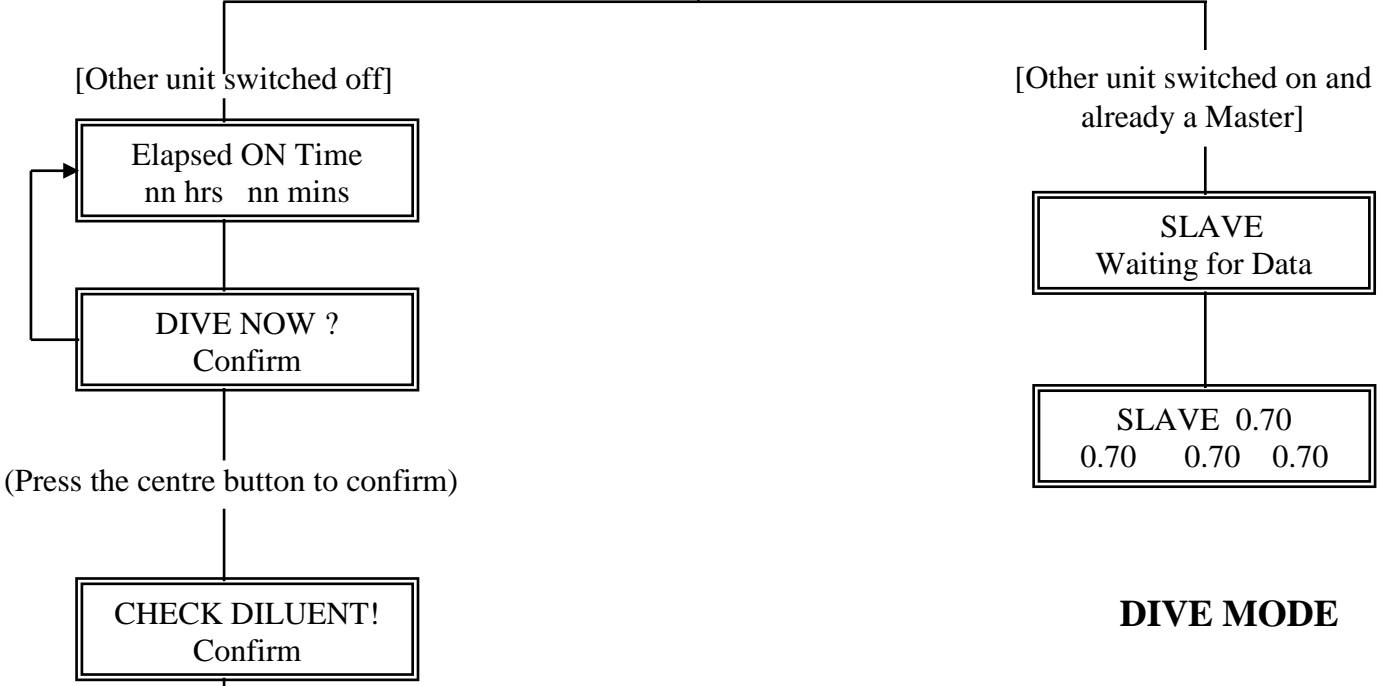 [Other unit switched off]
Elapsed ON Time
nn hrs nn mins
DIVE NOW ?
Confirm
(Press the centre button to confirm)
CHECK DILUENT!
Confirm
[Other unit switched on and
already a Master]
SLAVE
Waiting for Data
SLAVE 0.70
0.70 0.70 0.70
DIVE MODE